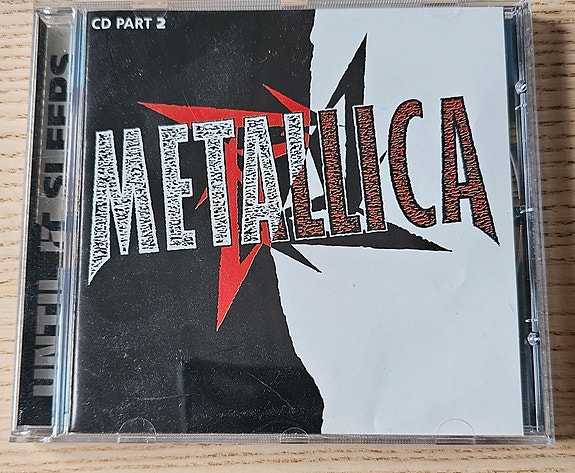 CD PART 2
METALLICA
UNTIL IT SLEEPS